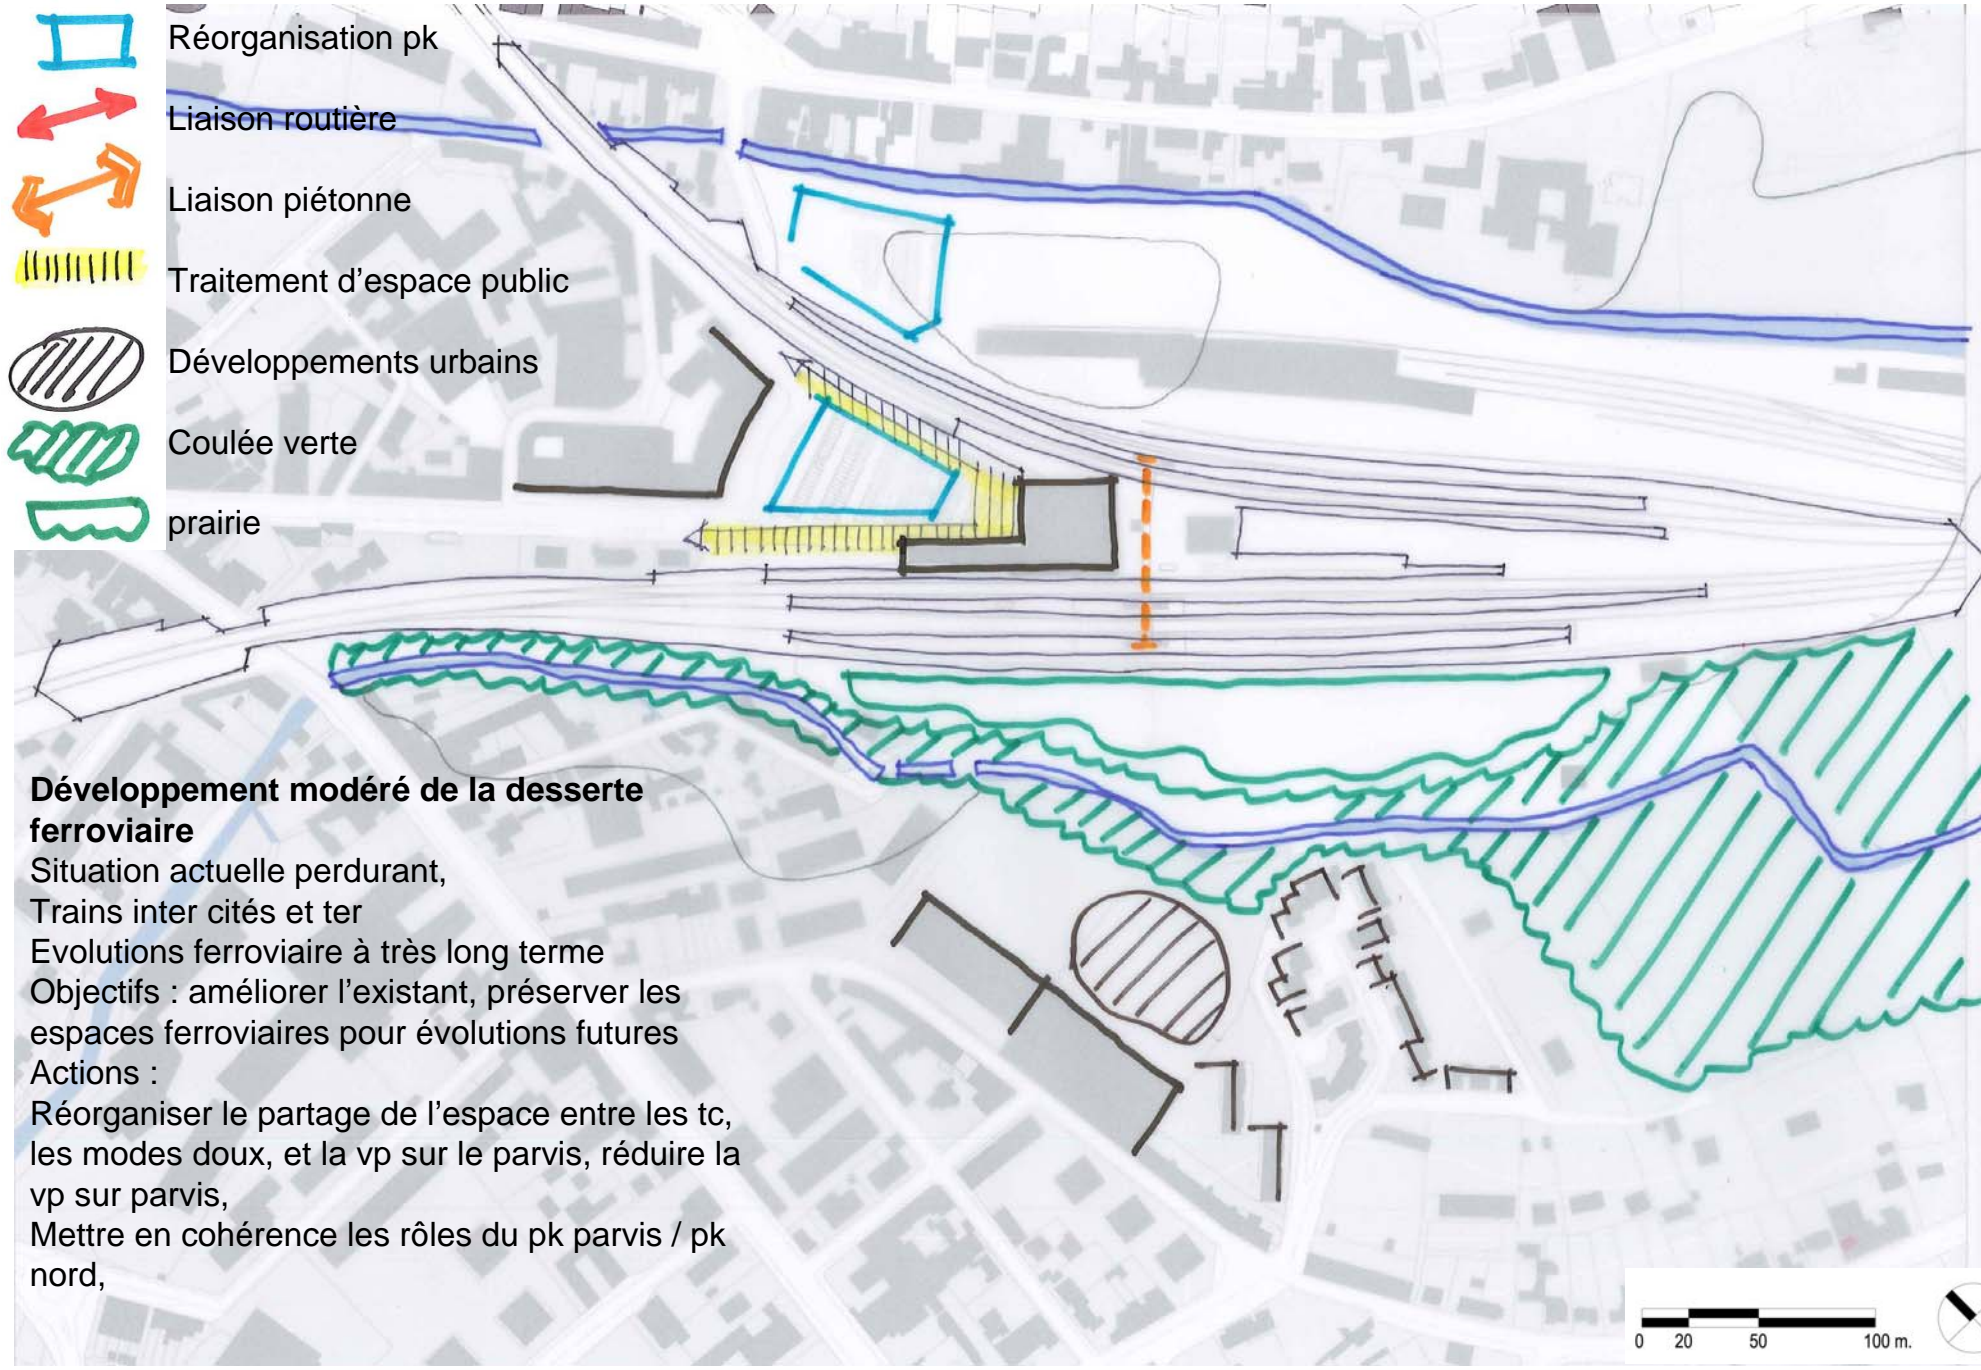 Réorganisation pk
Liaison routière
Liaison piétonne
Traitement d'espace public
Développements urbains
Coulée verte
prairie
Développement modéré de la desserte
ferroviaire
Situation actuelle perdurant,
Trains inter cités et ter
Evolutions ferroviaire à très long terme
Objectifs : améliorer l'existant, préserver les
espaces ferroviaires pour évolutions futures
Actions :
Réorganiser le partage de l'espace entre les tc,
les modes doux, et la vp sur le parvis, réduire la
vp sur parvis,
Mettre en cohérence les rôles du pk parvis / pk
nord,
0 20 50 100 m.